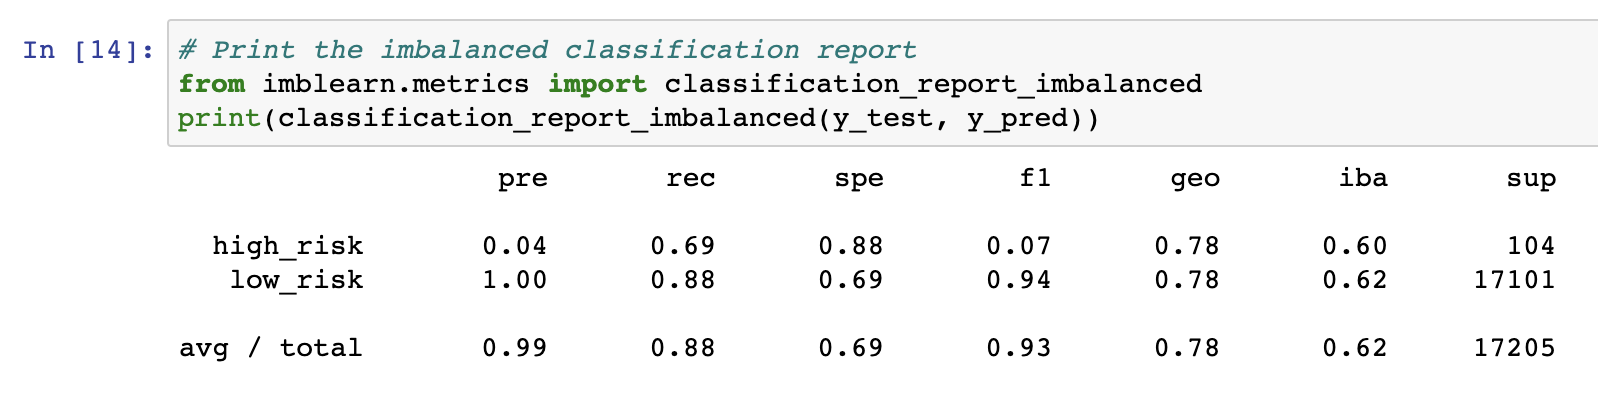 In [14]: # Print the imbalanced classification report
from imblearn.metrics import classification_report_imbalanced
print(classification_report_imbalanced(y_test, y_pred))
pre rec spe f1 geo iba sup
high_risk 0.04 0.69 0.88 0.07 0.78 0.60 104
low_risk 1.00 0.88 0.69 0.94 0.78 0.62 17101
avg / total 0.99 0.88 0.69 0.93 0.78 0.62 17205